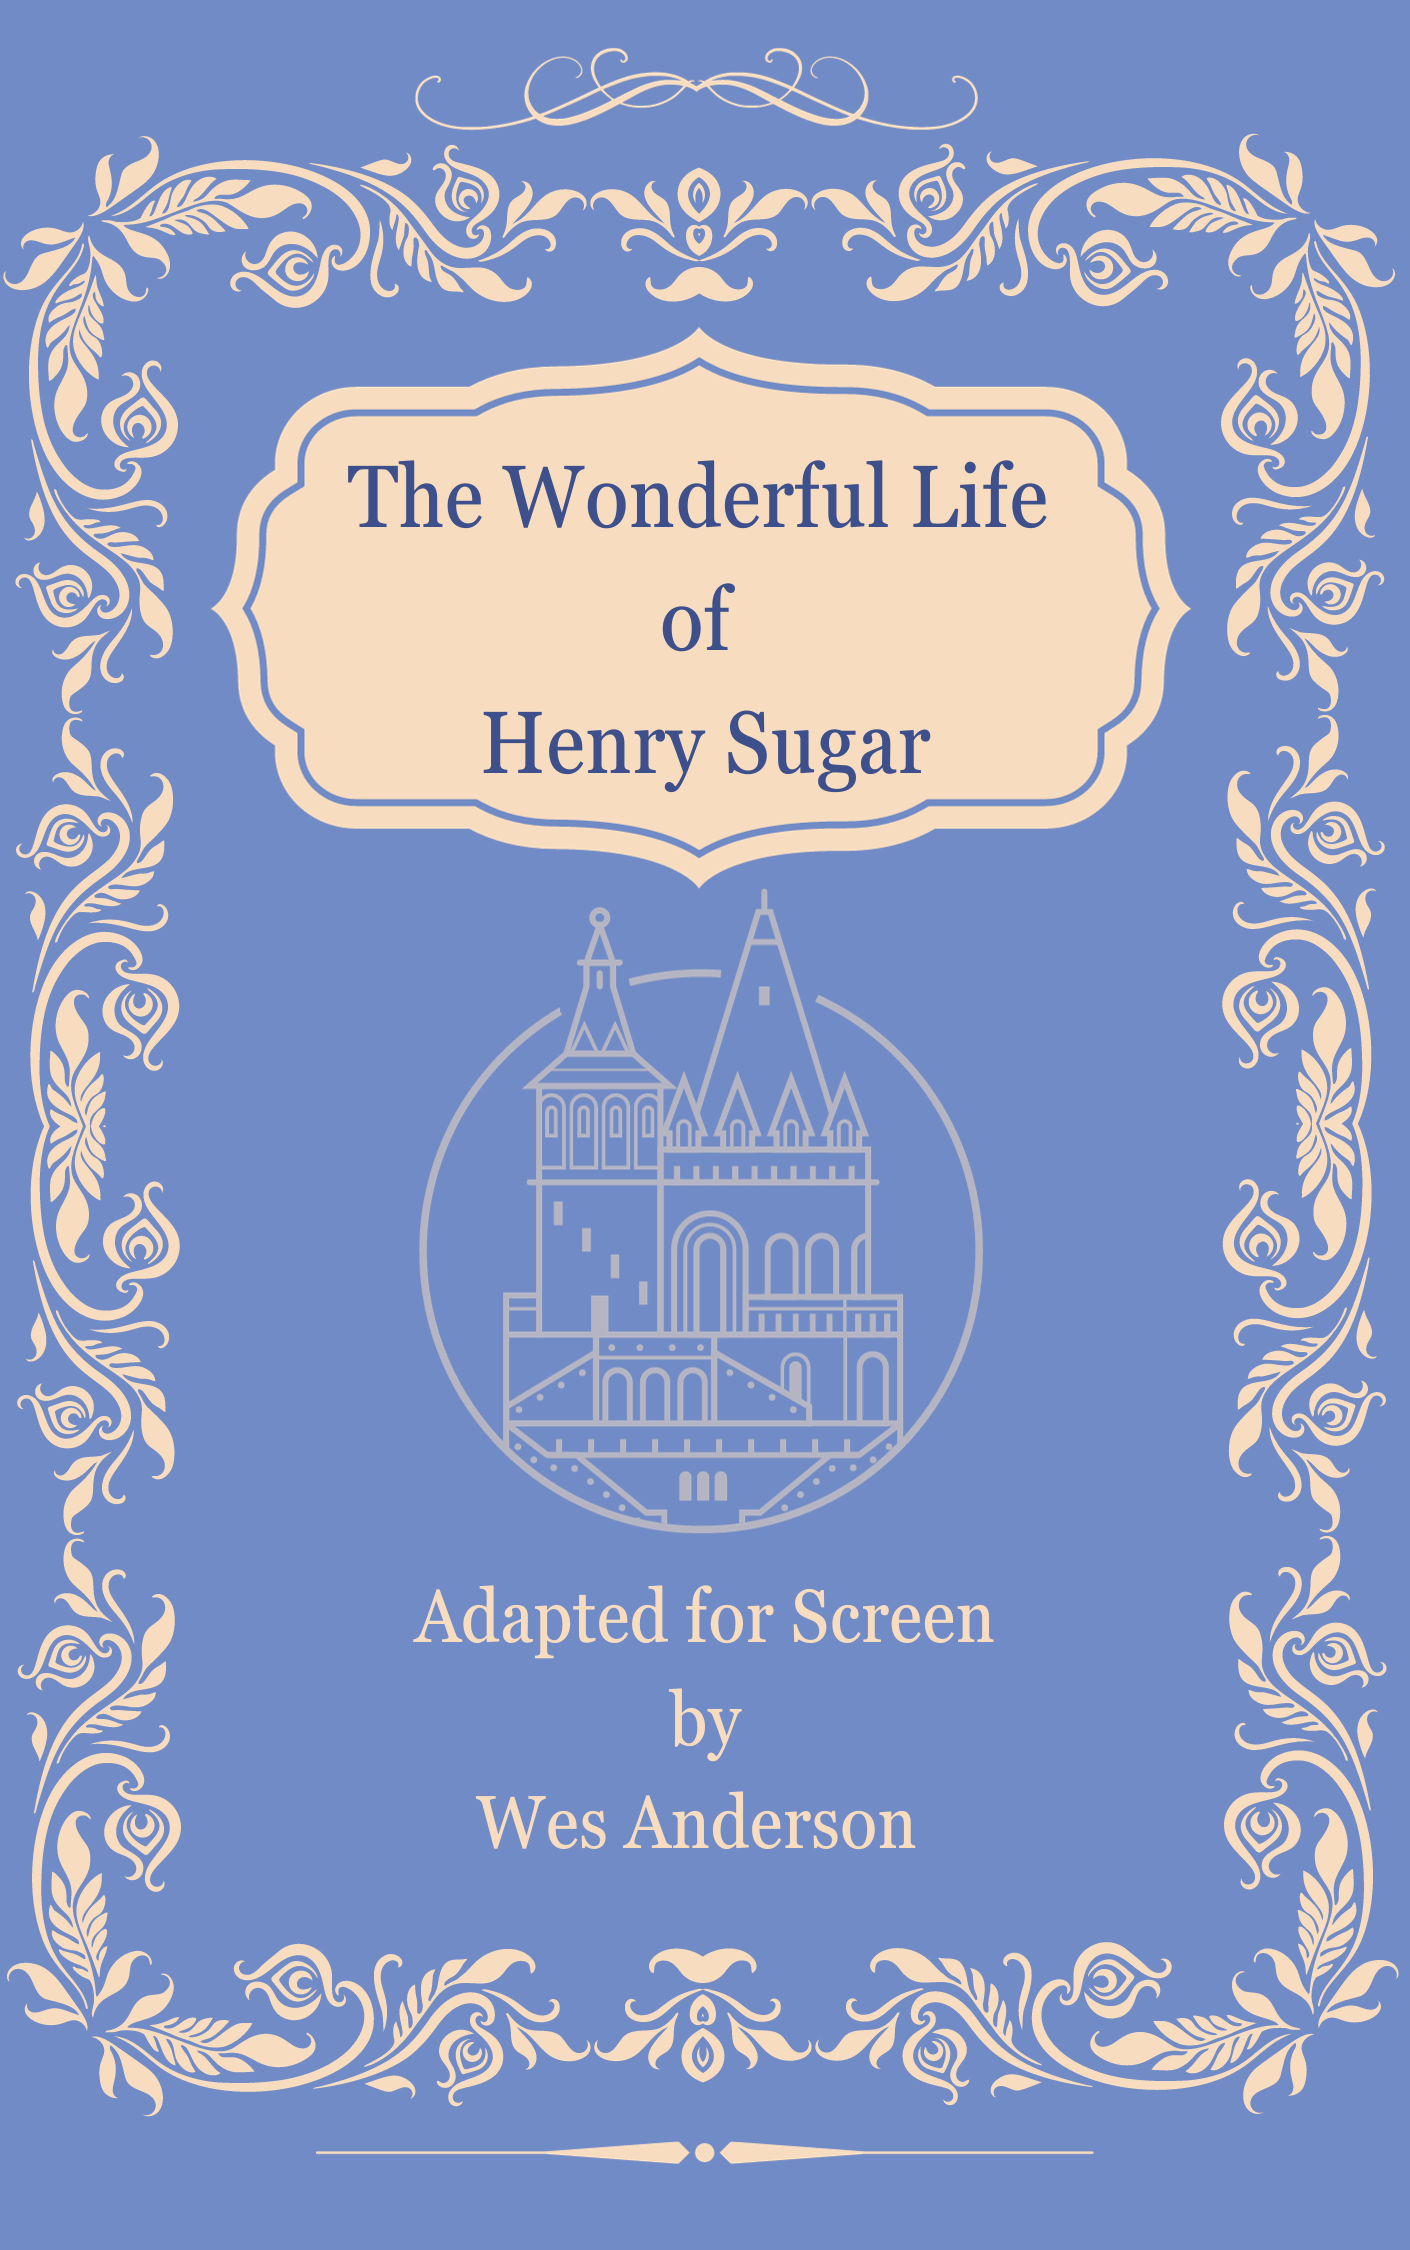 The Wonderful Life
of
Henry Sugar
Adapted for Screen
by
Wes Anderson